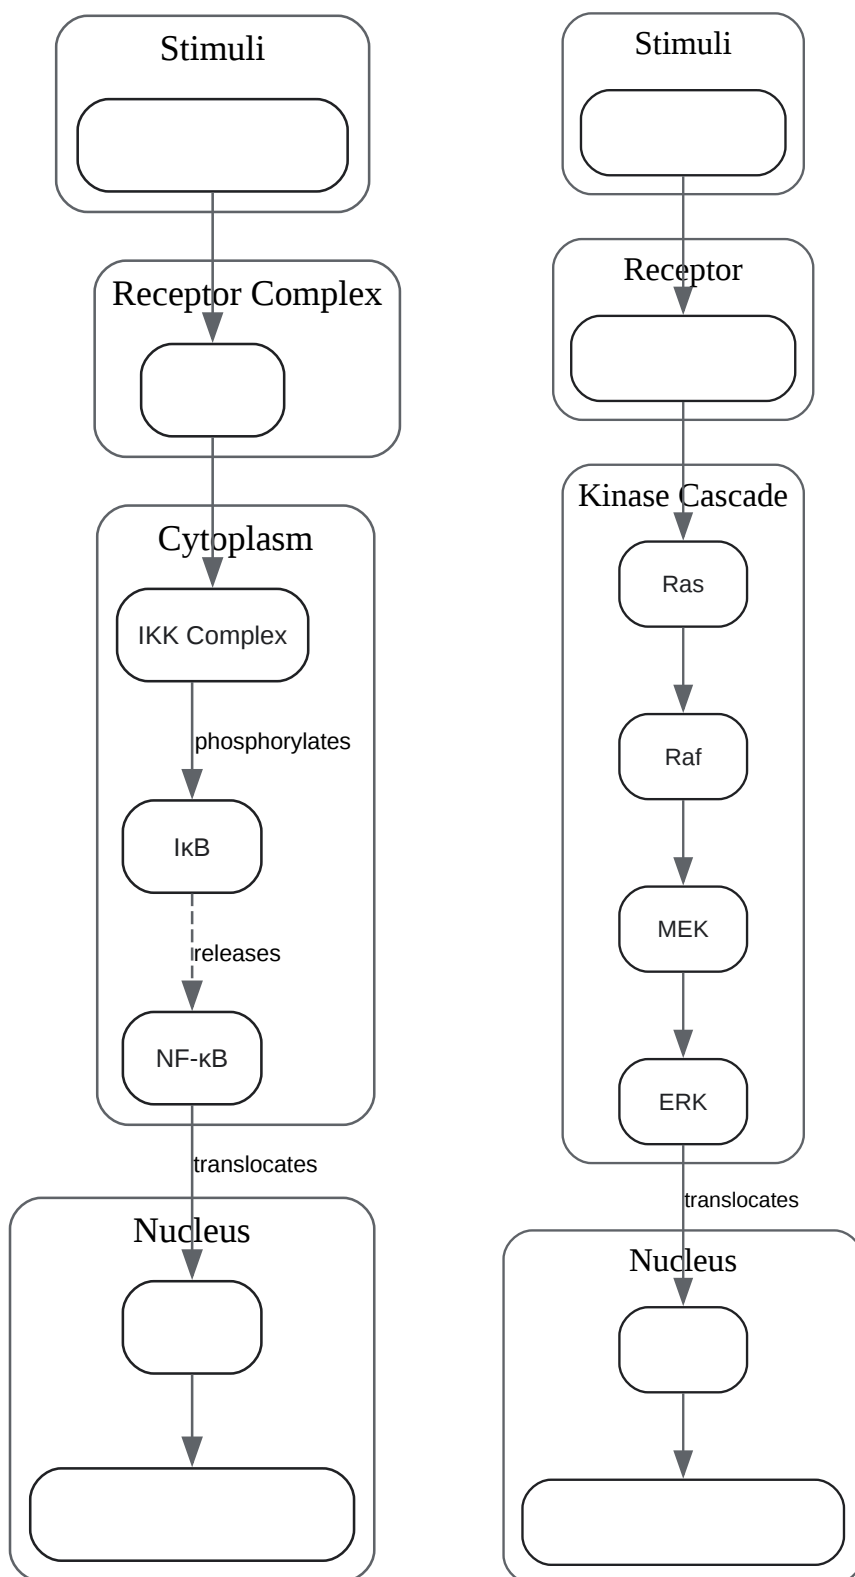 Stimuli
Receptor Complex
Cytoplasm
IKK Complex
phosphorylates
IκB
releases
NF-κB
translocates
Nucleus
Stimuli
Receptor
Kinase Cascade
Ras
Raf
MEK
ERK
translocates
Nucleus